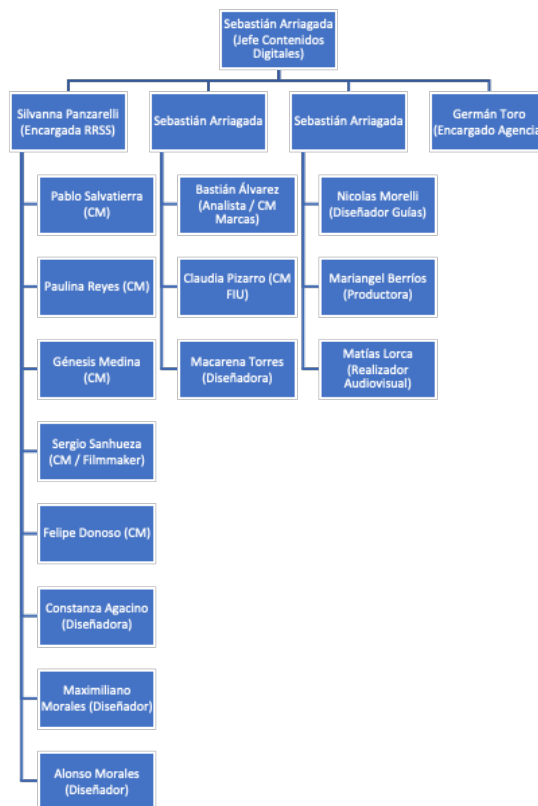 Sebastián Arriagada
(Jefe Contenidos
Digitales)
Silvanna Panzarelli
(Encargada RRSS)
Sebastián Arriagada
Sebastián Arriagada
Germán Toro
(Encargado Agencia)
Pablo Salvatierra
(CM)
Bastián Álvarez
(Analista / CM
Marcas)
Nicolas Morelli
(Diseñador Guías)
Paulina Reyes (CM)
Claudia Pizarro (CM
FIU)
Mariangel Berríos
(Productora)
Génesis Medina
(CM)
Macarena Torres
(Diseñadora)
Matías Lorca
(Realizador
Audiovisual)
Sergio Sanhueza
(CM / Filmmaker)
Felipe Donoso (CM)
Constanza Agacino
(Diseñadora)
Maximiliano
Morales (Diseñador)
Alonso Morales
(Diseñador)